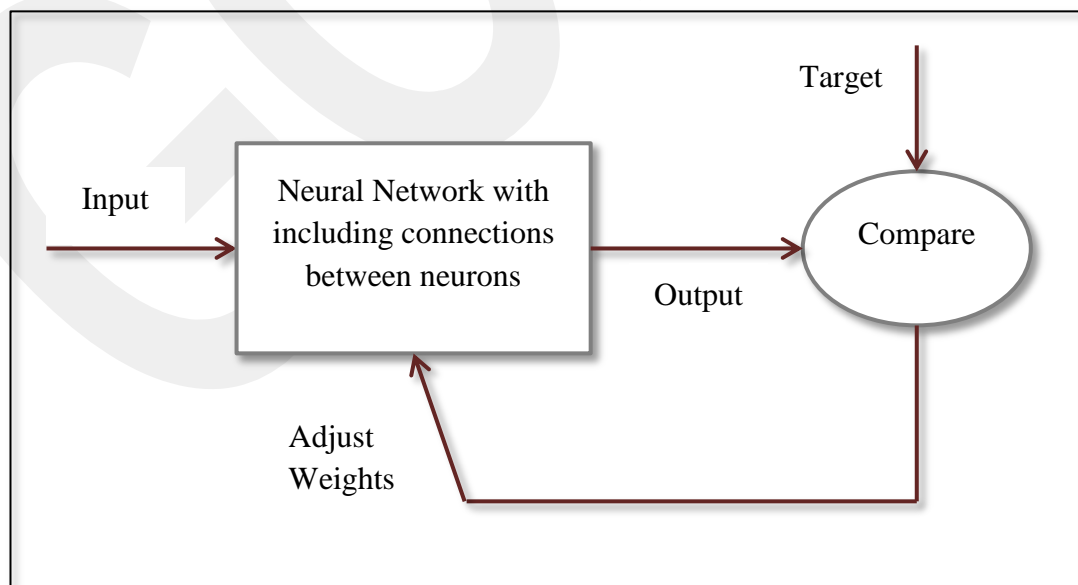 Target
Input
Neural Network with
including connections
between neurons
Compare
Output
Adjust
Weights